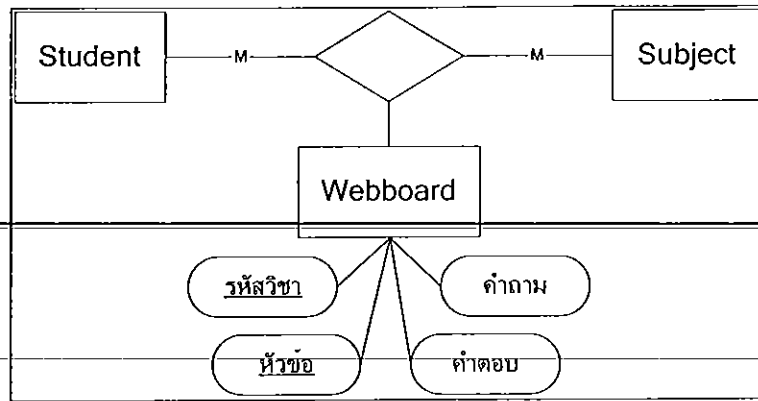 Student
M
M
Subject
Webboard
รหัสวิชา
คำถาม
หัวข้อ
คำตอบ